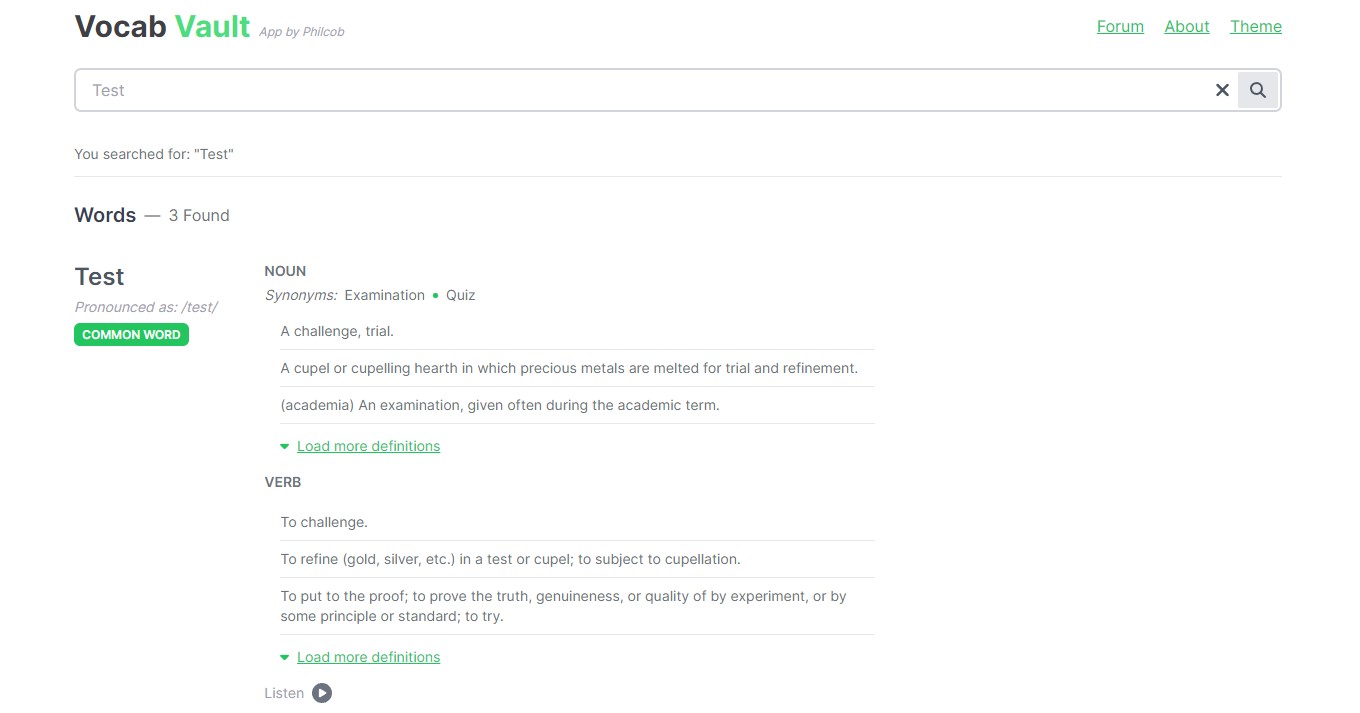 Vocab Vault App by Philcob
Forum About Theme
Test
You searched for: "Test"
Words — 3 Found
Test
Pronounced as: /test/
COMMON WORD
NOUN
Synonyms: Examination • Quiz
A challenge, trial.
A cupel or cupelling hearth in which precious metals are melted for trial and refinement.
(academia) An examination, given often during the academic term.
Load more definitions
VERB
To challenge.
To refine (gold, silver, etc.) in a test or cupel; to subject to cupellation.
To put to the proof; to prove the truth, genuineness, or quality of by experiment, or by
some principle or standard; to try.
Load more definitions
Listen